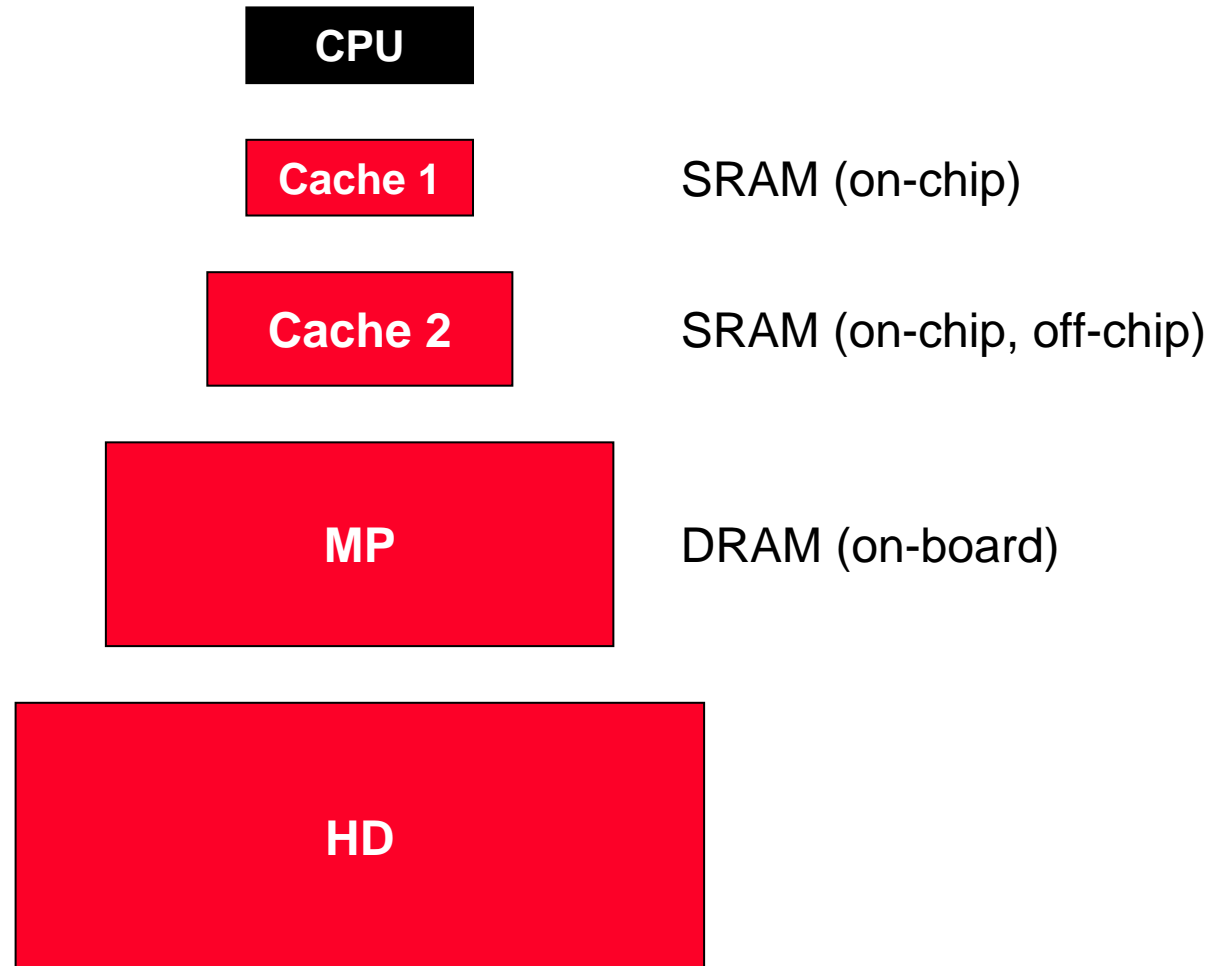 CPU
Cache 1
SRAM (on-chip)
Cache 2
SRAM (on-chip, off-chip)
MP
DRAM (on-board)
HD